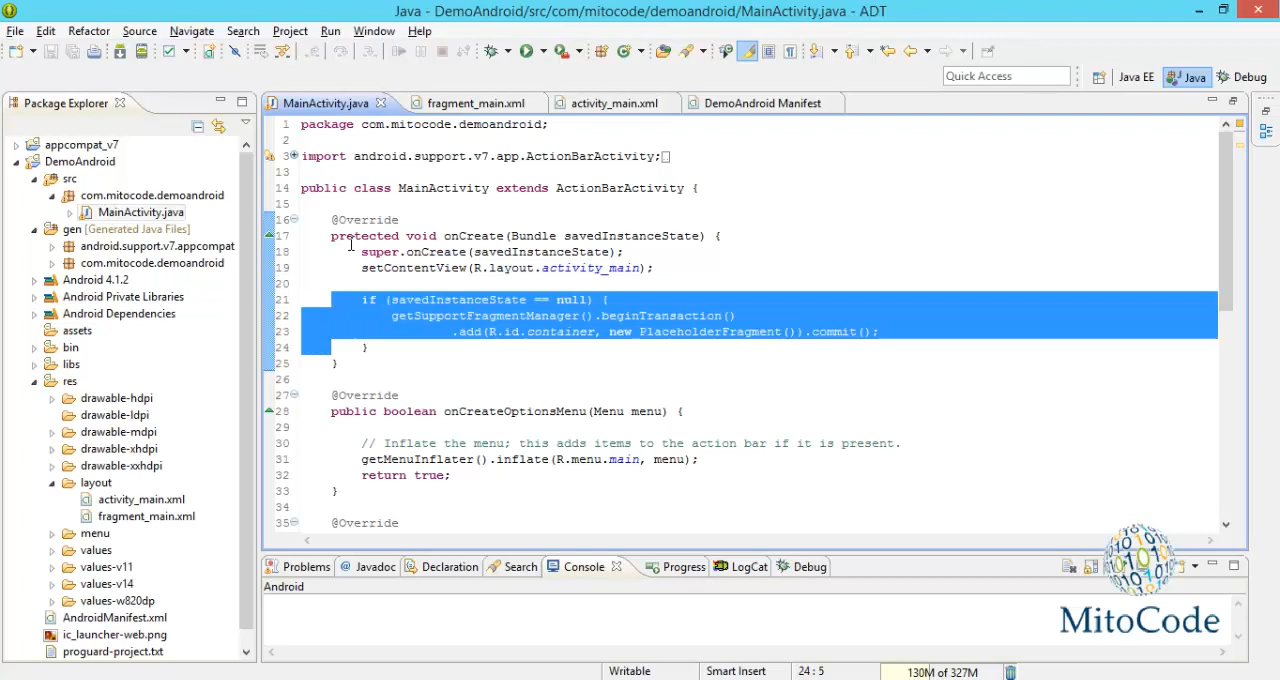 Java - DemoAndroid/src/com/mitocode/demoandroid/MainActivity.java - ADT
File Edit Refactor Source Navigate Search Project Run Window Help
Quick Access
Java EE Java Debug
Package Explorer
MainActivity.java fragment_main.xml activity_main.xml DemoAndroid Manifest
appcompat_v7
DemoAndroid
src
com.mitocode.demoandroid
MainActivity.java
gen [Generated Java Files]
android.support.v7.appcompat
com.mitocode.demoandroid
Android 4.1.2
Android Private Libraries
Android Dependencies
assets
bin
libs
res
drawable-hdpi
drawable-ldpi
drawable-mdpi
drawable-xhdpi
drawable-xxhdpi
layout
activity_main.xml
fragment_main.xml
menu
values
values-v11
values-v14
values-w820dp
AndroidManifest.xml
ic_launcher-web.png
proguard-project.txt
1 package com.mitocode.demoandroid;
2
3 import android.support.v7.app.ActionBarActivity;
13
14 public class MainActivity extends ActionBarActivity {
15
16 @Override
17 protected void onCreate(Bundle savedInstanceState) {
18 super.onCreate(savedInstanceState);
19 setContentView(R.layout.activity_main);
20
21 if (savedInstanceState == null) {
22 getSupportFragmentManager().beginTransaction()
23 .add(R.id.container, new PlaceholderFragment()).commit();
24 }
25 }
26
27 @Override
28 public boolean onCreateOptionsMenu(Menu menu) {
29
30 // Inflate the menu; this adds items to the action bar if it is present.
31 getMenuInflater().inflate(R.menu.main, menu);
32 return true;
33 }
34
35 @Override
Problems Javadoc Declaration Search Console Progress LogCat Debug
Android
MitoCode
Writable Smart Insert 24 : 5 130M of 327M